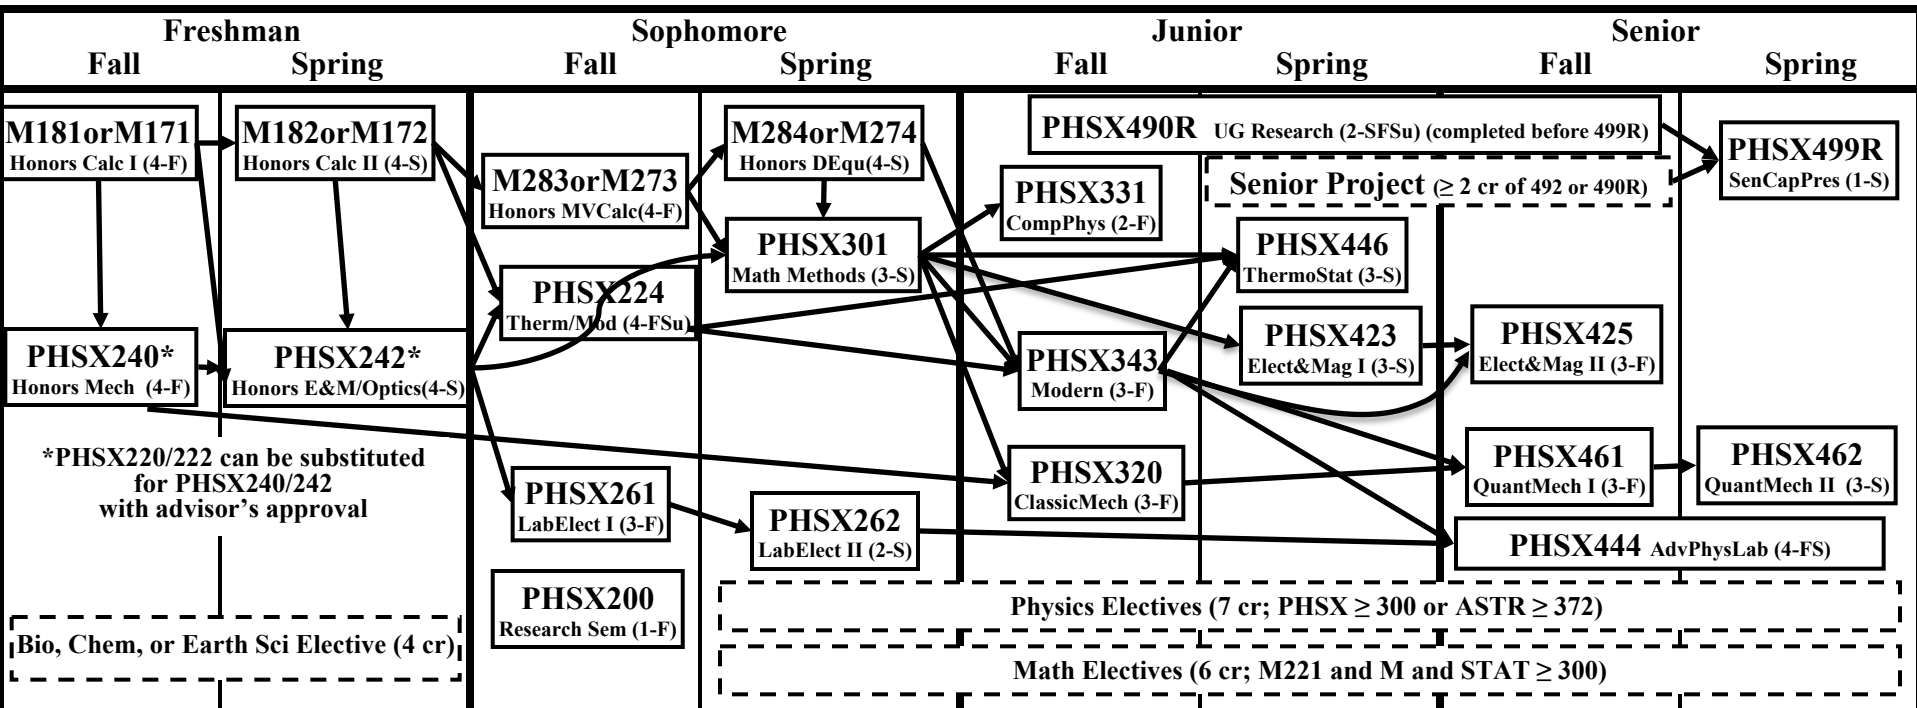 Freshman
Sophomore
Junior
Senior
Fall
Spring
Fall
Spring
Fall
Spring
Fall
Spring
M181orM171
Honors Calc I (4-F)
M182orM172
Honors Calc II (4-S)
M283orM273
Honors MVCalc(4-F)
M284orM274
Honors DEqu(4-S)
PHSX490R UG Research (2-SFSu) (completed before 499R)
PHSX499R
SenCapPres (1-S)
Senior Project (≥ 2 cr of 492 or 490R)
PHSX331
CompPhys (2-F)
PHSX301
Math Methods (3-S)
PHSX446
ThermoStat (3-S)
PHSX224
Therm/Mod (4-FSu)
PHSX240*
Honors Mech (4-F)
PHSX242*
Honors E&M/Optics(4-S)
PHSX343
Modern (3-F)
PHSX423
Elect&Mag I (3-S)
PHSX425
Elect&Mag II (3-F)
*PHSX220/222 can be substituted
for PHSX240/242
with advisor's approval
PHSX261
LabElect I (3-F)
PHSX262
LabElect II (2-S)
PHSX320
ClassicMech (3-F)
PHSX461
QuantMech I (3-F)
PHSX462
QuantMech II (3-S)
PHSX444 AdvPhysLab (4-FS)
PHSX200
Research Sem (1-F)
Physics Electives (7 cr; PHSX ≥ 300 or ASTR ≥ 372)
Bio, Chem, or Earth Sci Elective (4 cr)
Math Electives (6 cr; M221 and M and STAT ≥ 300)